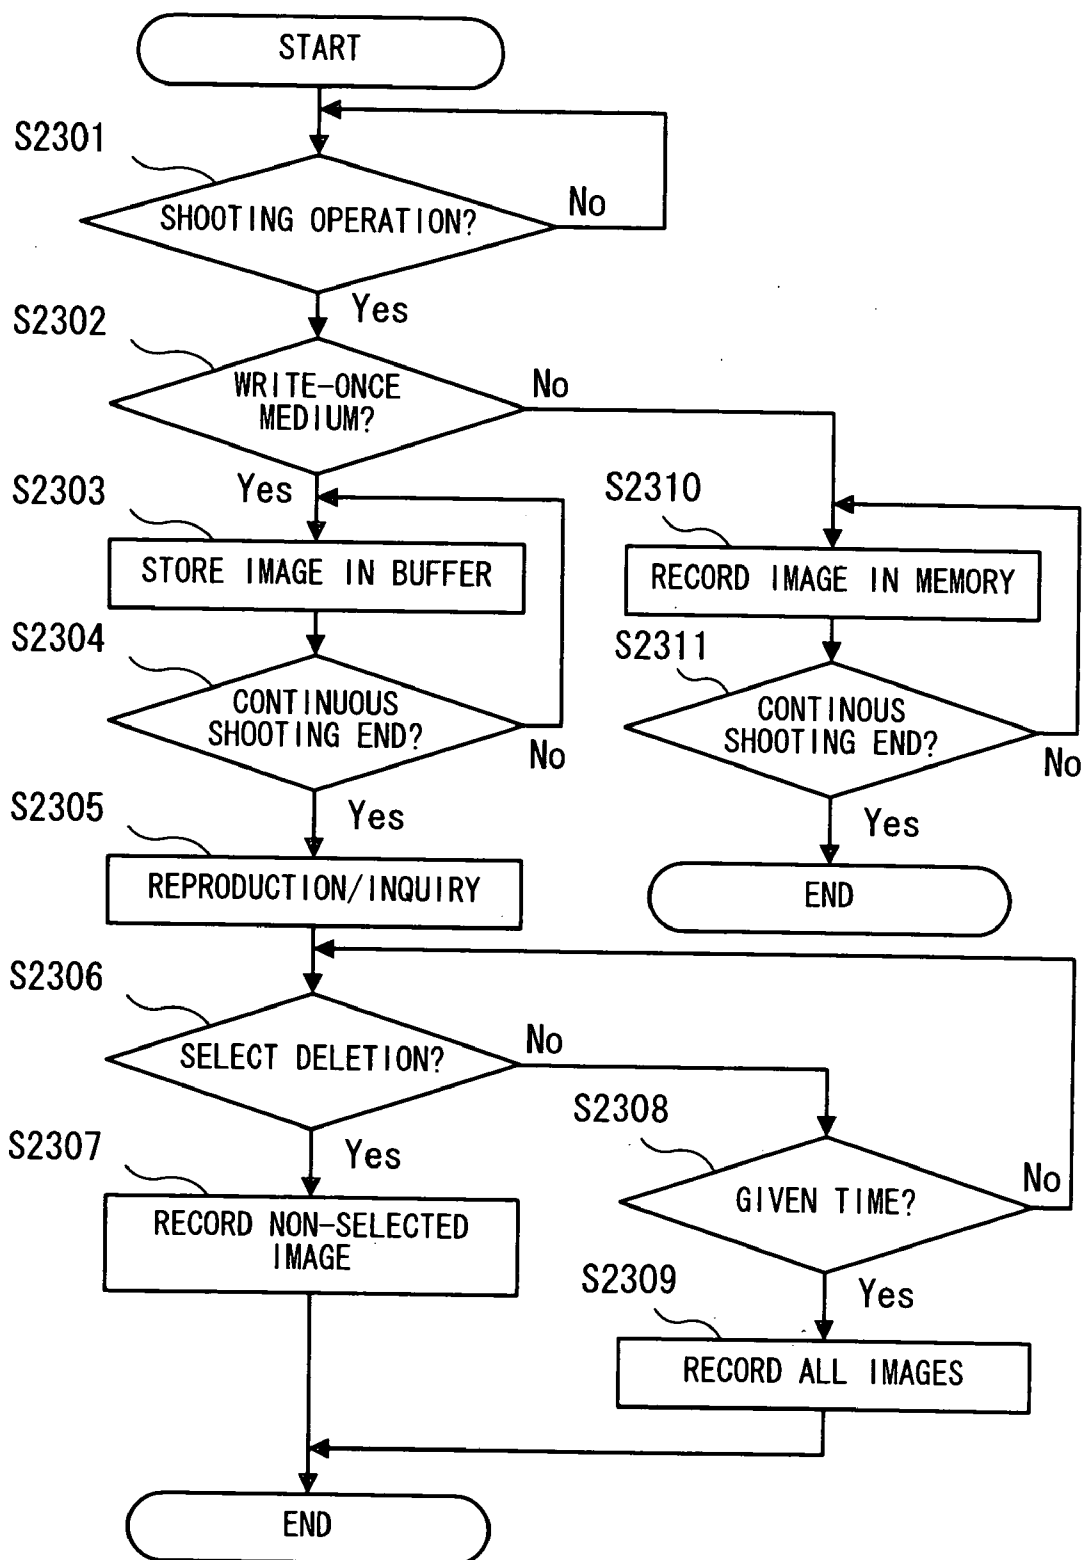 START
S2301
SHOOTING OPERATION?
No
Yes
S2302
WRITE-ONCE
MEDIUM?
No
Yes
S2303
STORE IMAGE IN BUFFER
S2310
RECORD IMAGE IN MEMORY
S2304
CONTINUOUS
SHOOTING END?
No
S2311
CONTINOUS
SHOOTING END?
No
Yes
Yes
S2305
REPRODUCTION/INQUIRY
END
S2306
SELECT DELETION?
No
S2308
GIVEN TIME?
No
Yes
S2307
RECORD NON-SELECTED
IMAGE
Yes
S2309
RECORD ALL IMAGES
END